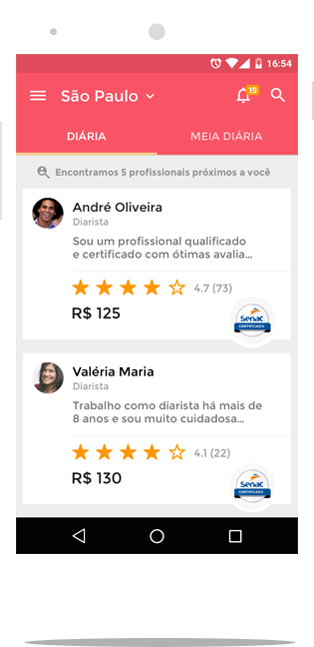 16:54
São Paulo
19
DIÁRIA
MEIA DIÁRIA
Encontramos 5 profissionais próximos a você
André Oliveira
Diarista
Sou um profissional qualificado
e certificado com ótimas avalia...
4.7 (73)
R$ 125
Senac
CERTIFICADO
Valéria Maria
Diarista
Trabalho como diarista há mais de
8 anos e sou muito cuidadosa...
4.1 (22)
R$ 130
Senac
CERTIFICADO